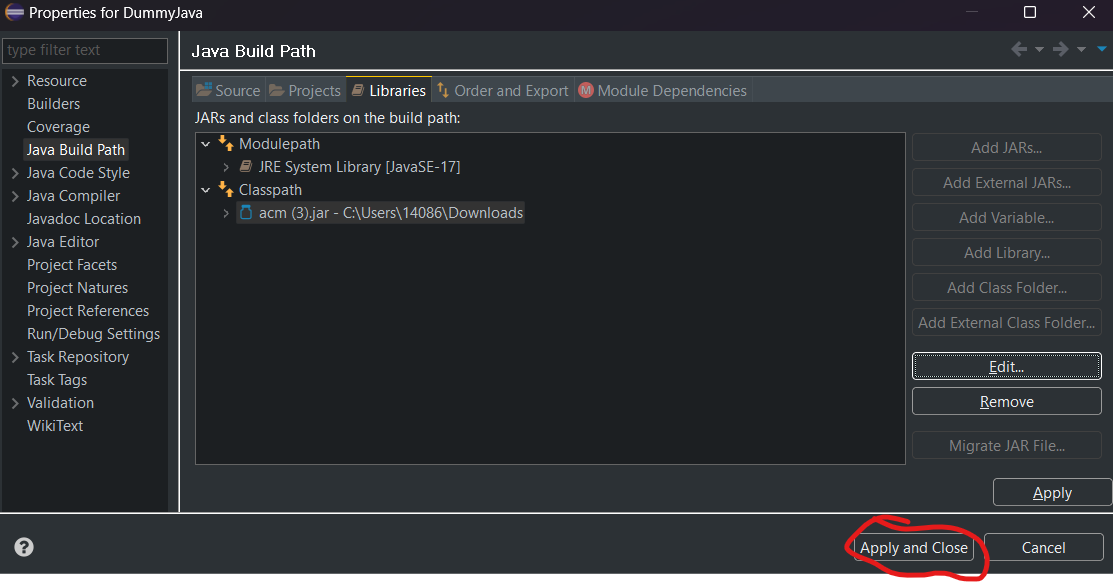 Properties for DummyJava
type filter text
Resource
Builders
Coverage
Java Build Path
Java Code Style
Java Compiler
Javadoc Location
Java Editor
Project Facets
Project Natures
Project References
Run/Debug Settings
Task Repository
Task Tags
Validation
WikiText
Java Build Path
Source Projects Libraries Order and Export M Module Dependencies
JARs and class folders on the build path:
Modulepath
JRE System Library [JavaSE-17]
Classpath
acm (3).jar - C:\Users\14086\Downloads
Add JARs...
Add External JARs...
Add Variable...
Add Library...
Add Class Folder...
Add External Class Folder...
Edit...
Remove
Migrate JAR File...
Apply
? Apply and Close Cancel